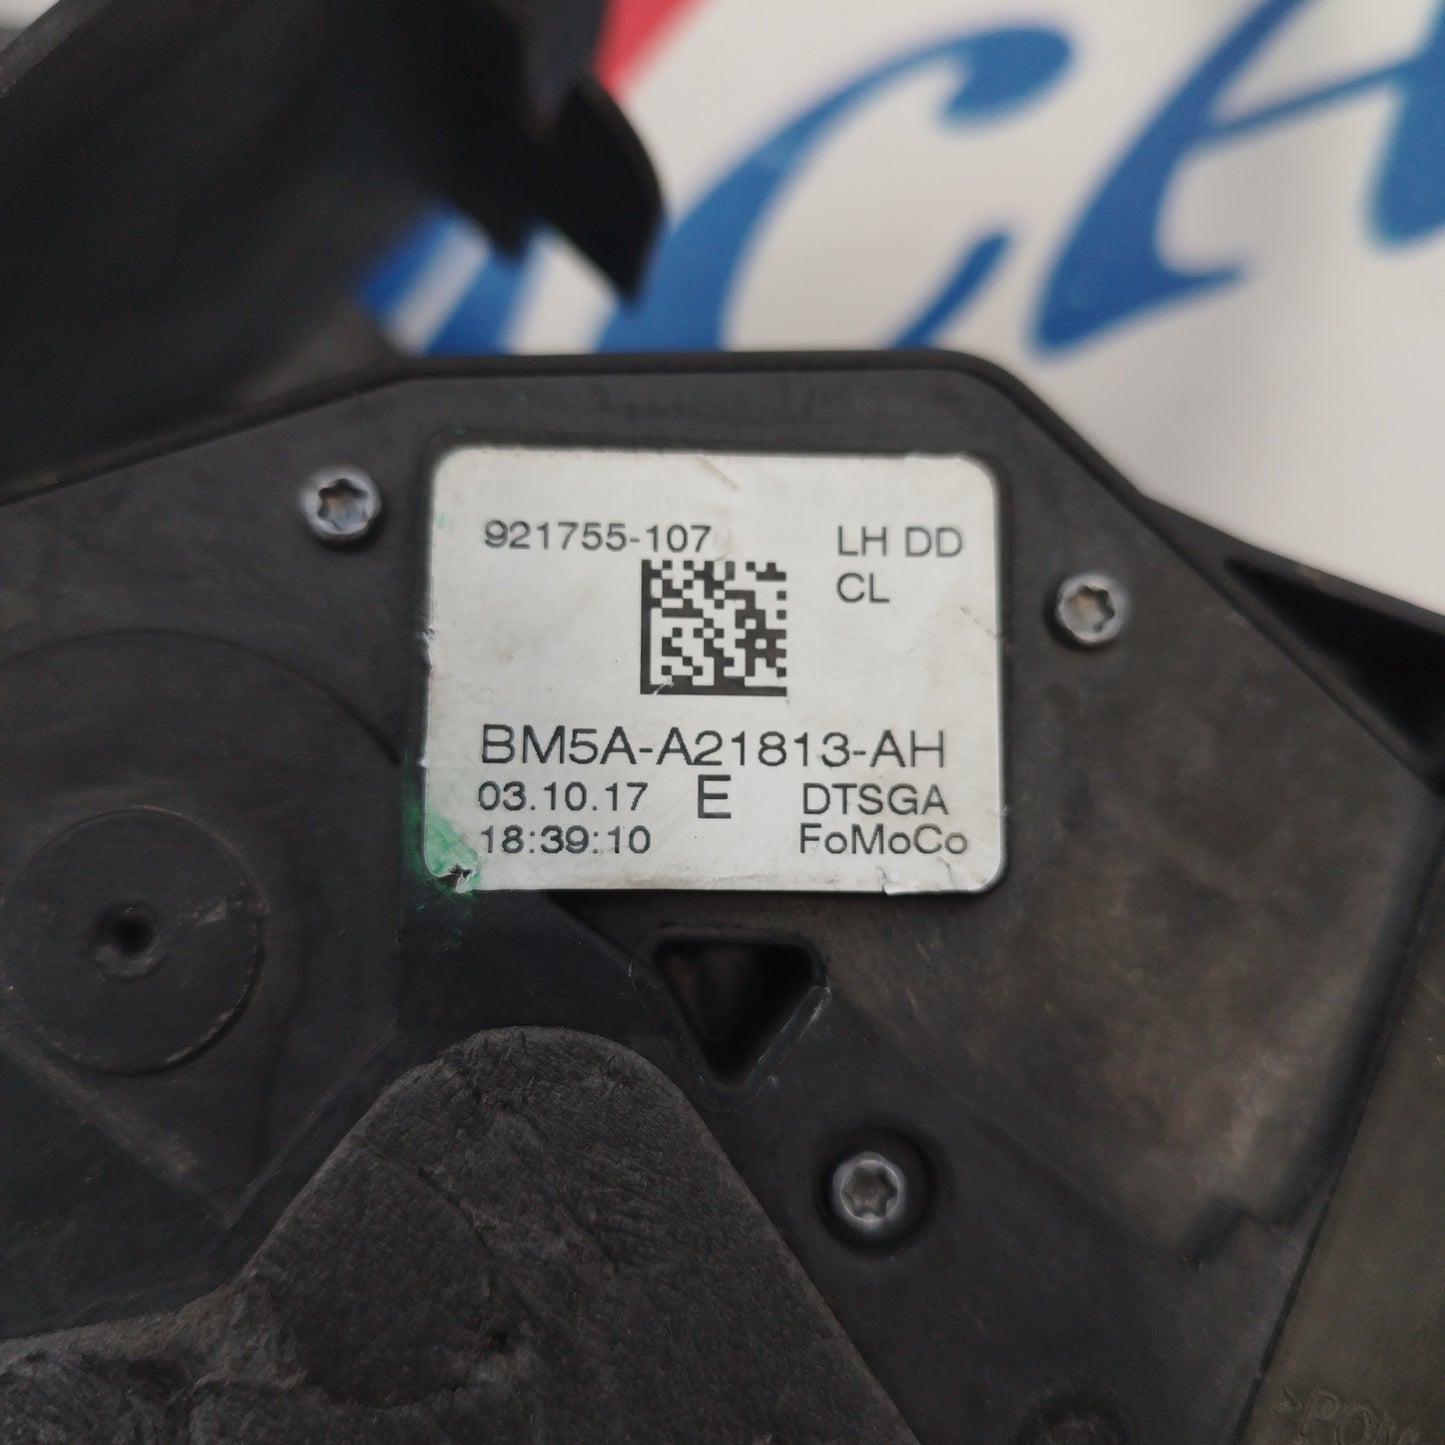 921755-107 LH DD
CL
BM5A-A21813-AH
03.10.17 E DTSGA
18:39:10 FoMoCo